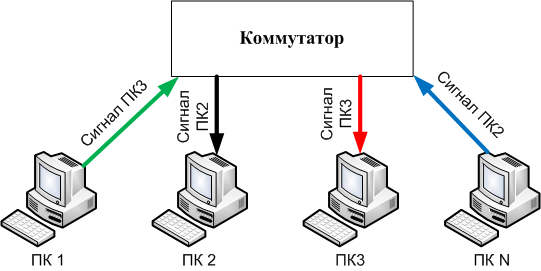 Коммутатор
Сигнал ПК3
Сигнал
ПК2
Сигнал
ПК3
Сигнал ПК2
ПК 1
ПК 2
ПК3
ПК N